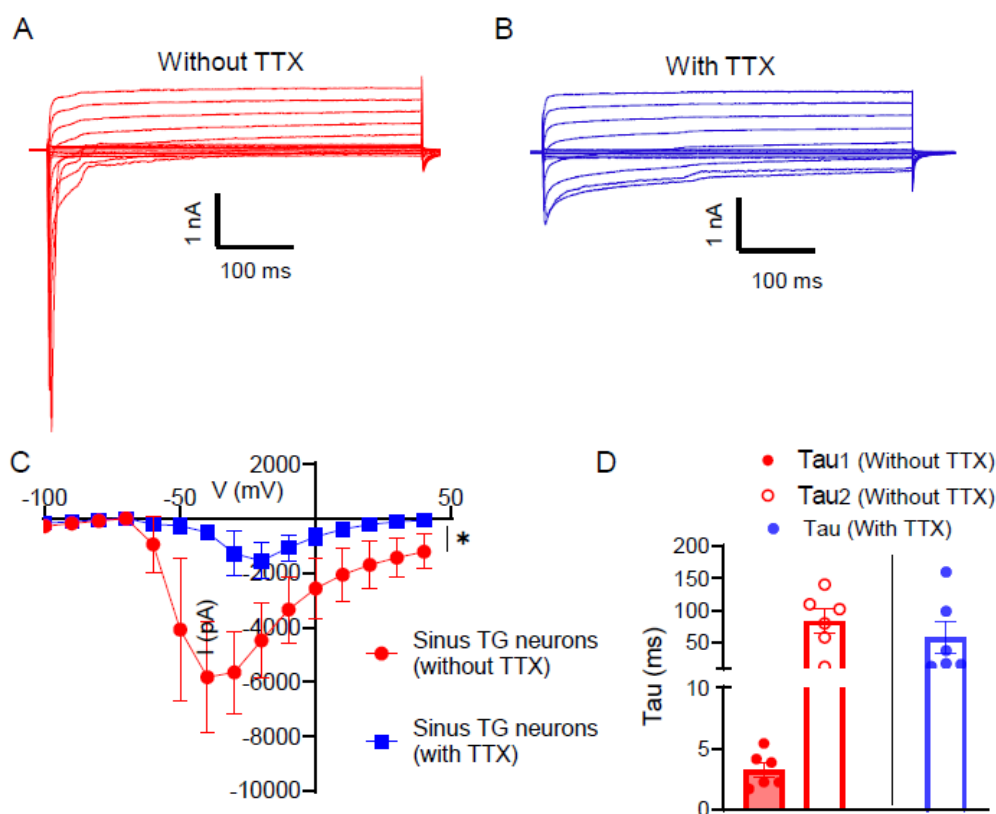 A
Without TTX
1 nA
100 ms
B
With TTX
1 nA
100 ms
C
2000
V (mV)
-100
-50
50
*
-2000
-4000
-6000
-8000
-10000
I (pA)
Sinus TG neurons
(without TTX)
Sinus TG neurons
(with TTX)
D
Tau1 (Without TTX)
Tau2 (Without TTX)
Tau (With TTX)
200
150
100
50
10
5
0
Tau (ms)